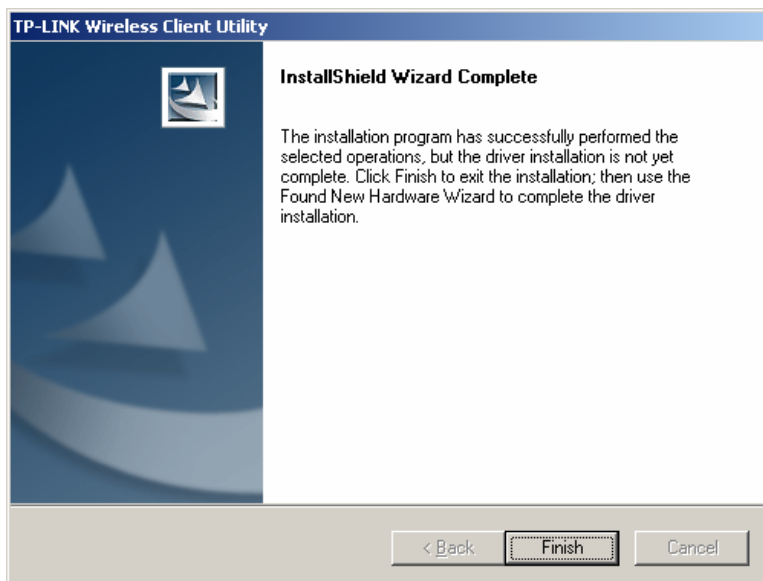 TP-LINK Wireless Client Utility
InstallShield Wizard Complete
The installation program has successfully performed the
selected operations, but the driver installation is not yet
complete. Click Finish to exit the installation; then use the
Found New Hardware Wizard to complete the driver
installation.
< Back
Finish
Cancel